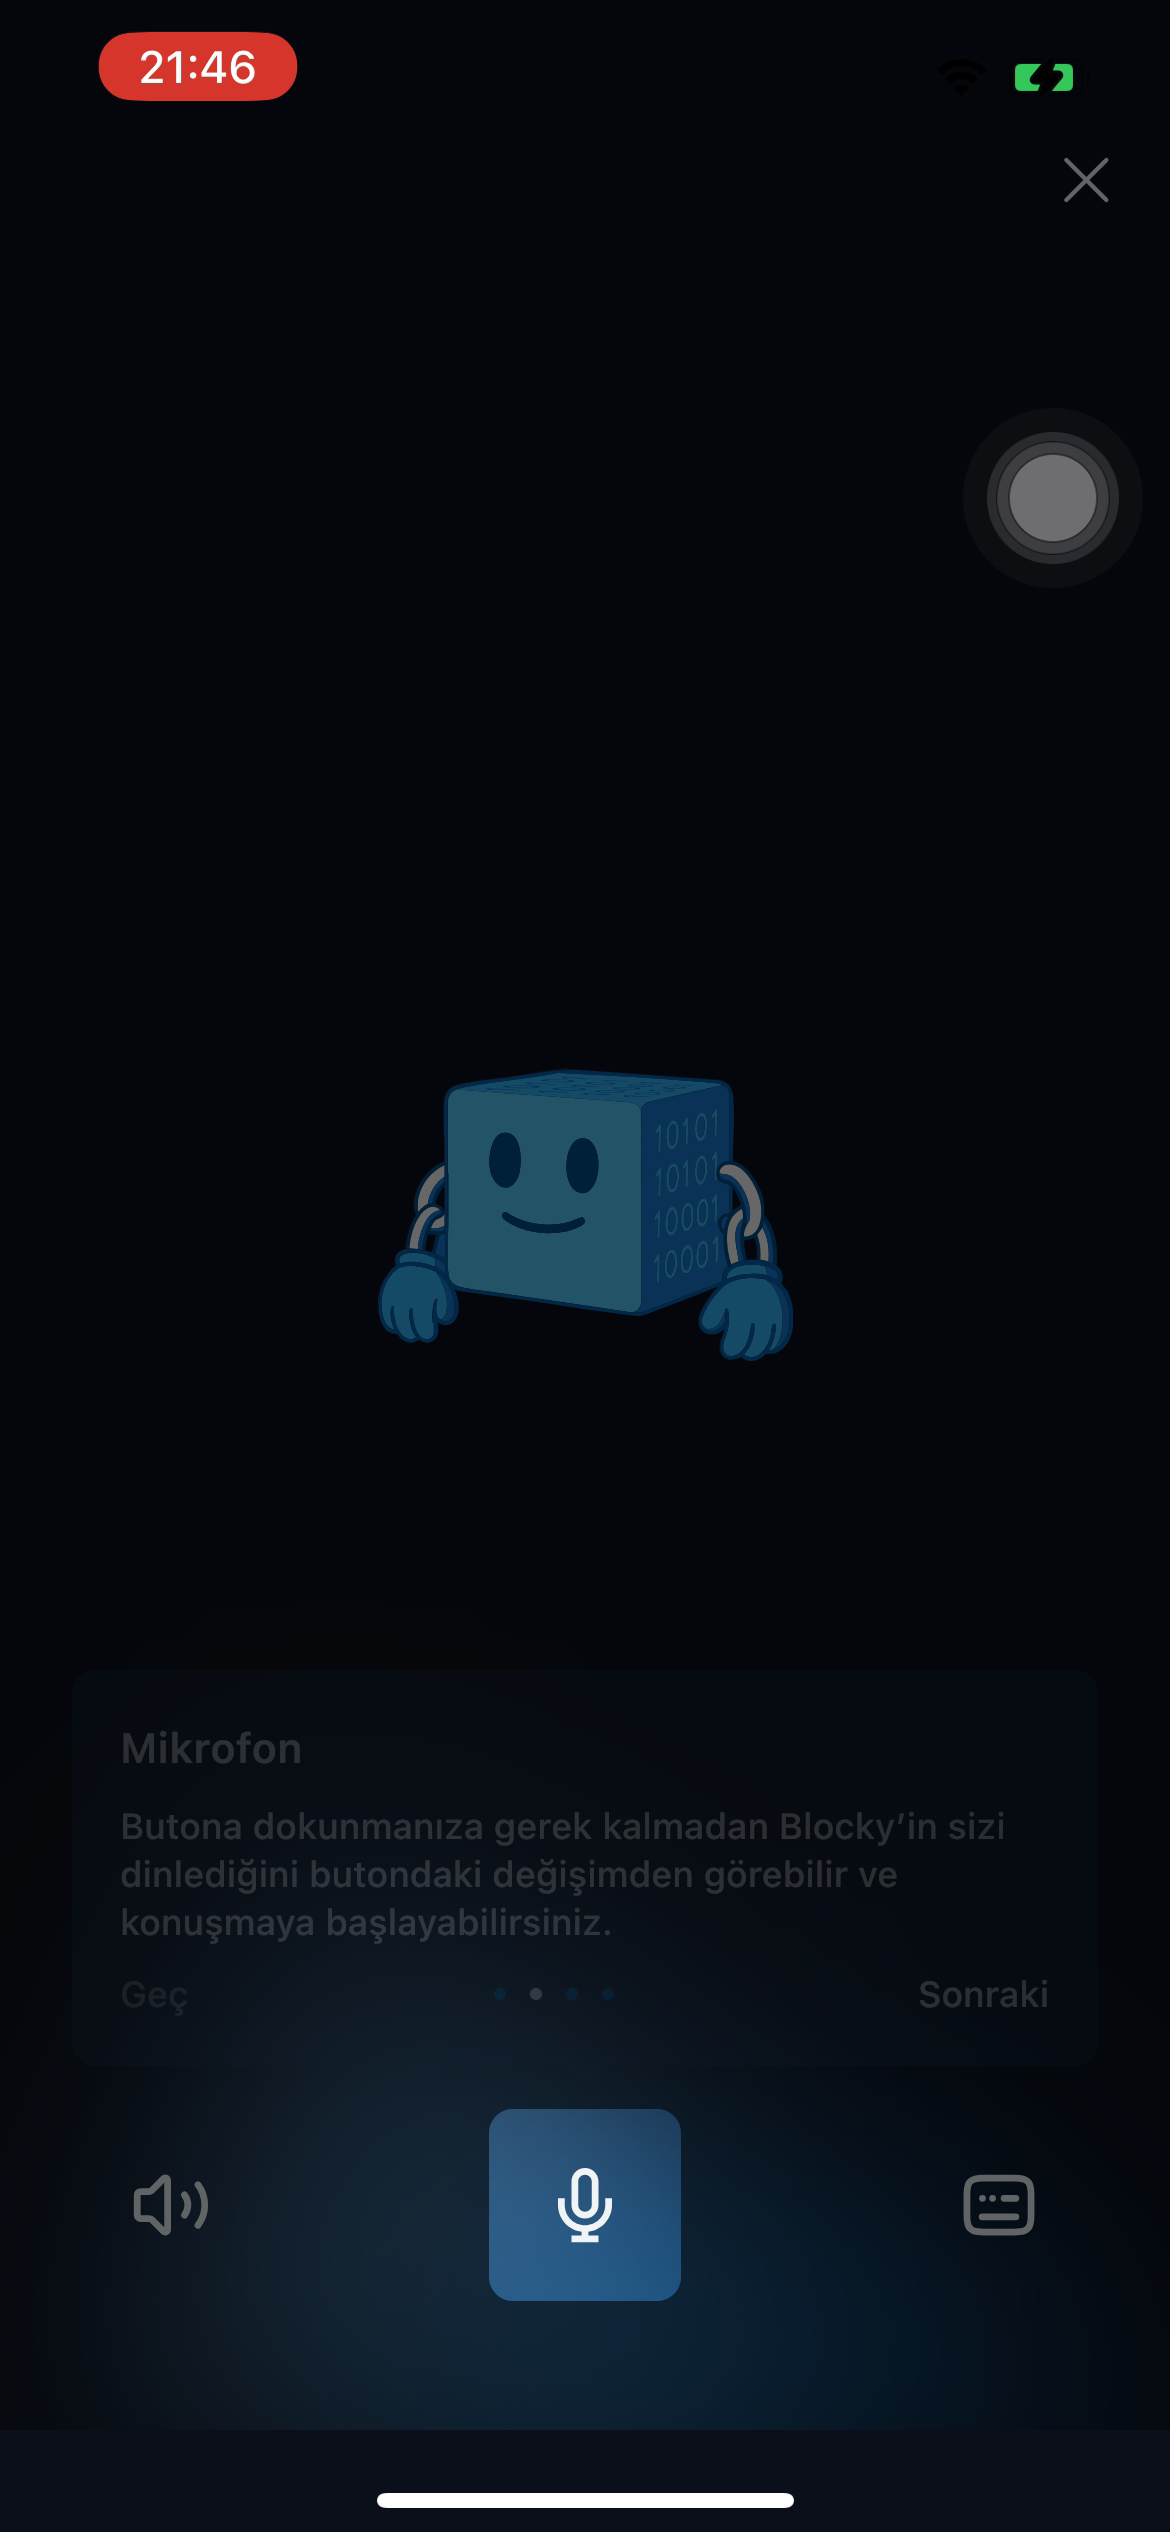 21:46
10101
10101
10001
10001
Mikrofon
Butona dokunmanıza gerek kalmadan Blocky’in sizi
dinlediğini butondaki değişimden görebilir ve
konuşmaya başlayabilirsiniz.
Geç
Sonraki